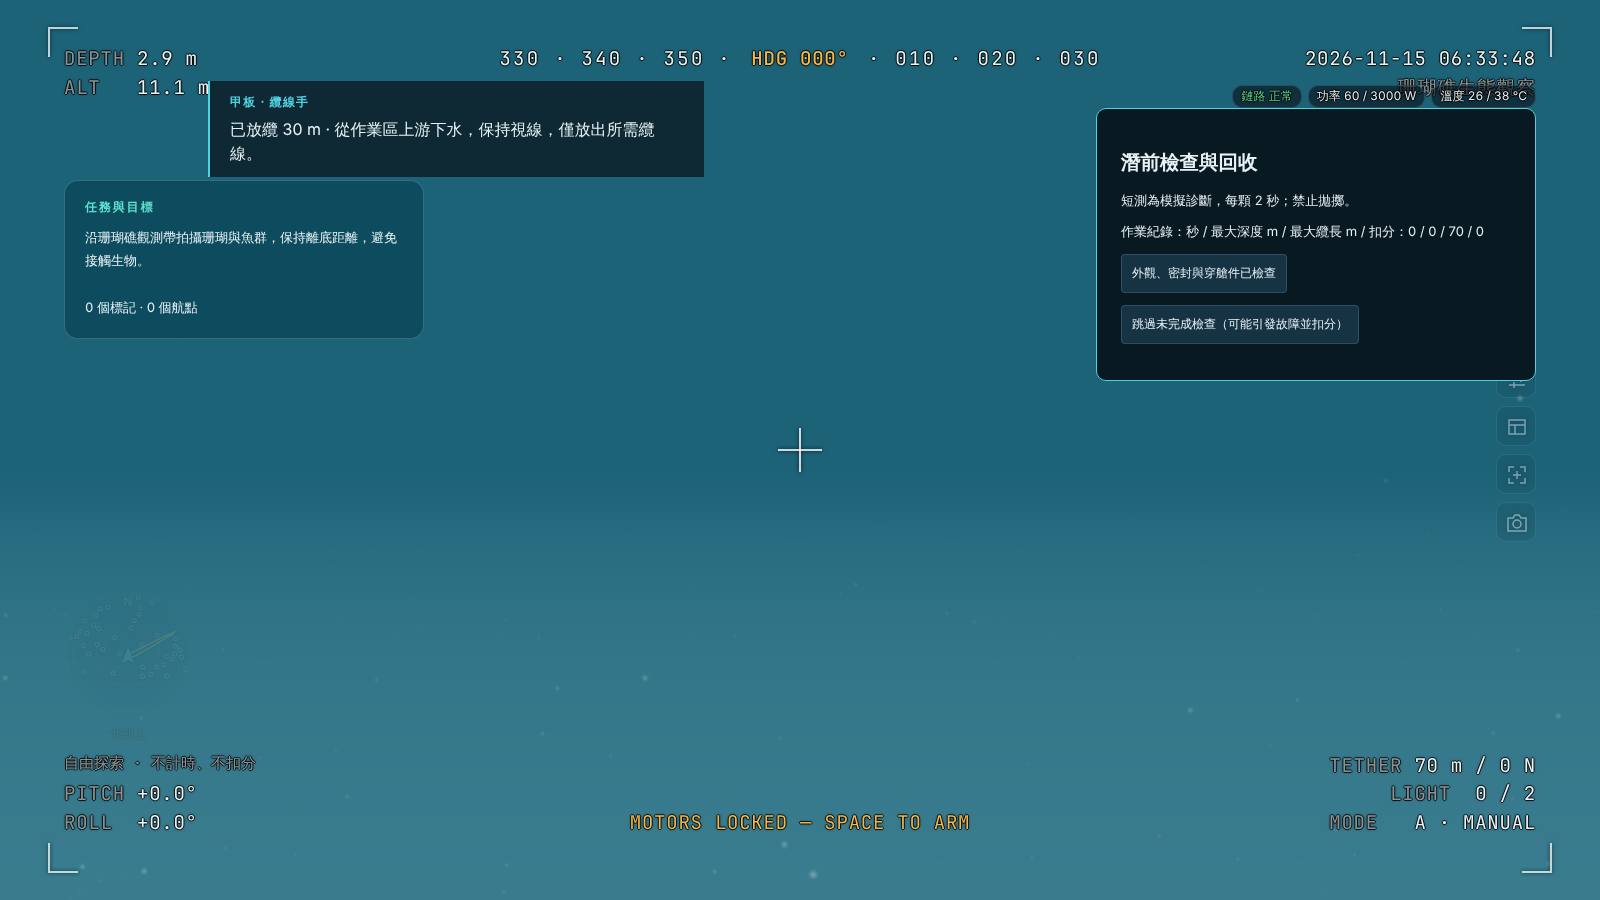 DEPTH 2.9 m
330 · 340 · 350 · HDG 000° · 010 · 020 · 030
2026-11-15 06:33:48
ALT 11.1 m
珊瑚礁生態觀察
鏈路 正常
功率 60 / 3000 W
溫度 26 / 38 °C
甲板 · 纜線手
已放纜 30 m · 從作業區上游下水，保持視線，僅放出所需纜
線。
任務與目標
沿珊瑚礁觀測帶拍攝珊瑚與魚群，保持離底距離，避免
接觸生物。
0 個標記 · 0 個航點
潛前檢查與回收
短測為模擬診斷，每顆 2 秒；禁止拋擲。
作業紀錄：秒 / 最大深度 m / 最大纜長 m / 扣分：0 / 0 / 70 / 0
外觀、密封與穿艙件已檢查
跳過未完成檢查（可能引發故障並扣分）
N
自由探索 · 不計時、不扣分
PITCH +0.0°
ROLL +0.0°
MOTORS LOCKED — SPACE TO ARM
TETHER 70 m / 0 N
LIGHT 0 / 2
MODE A · MANUAL